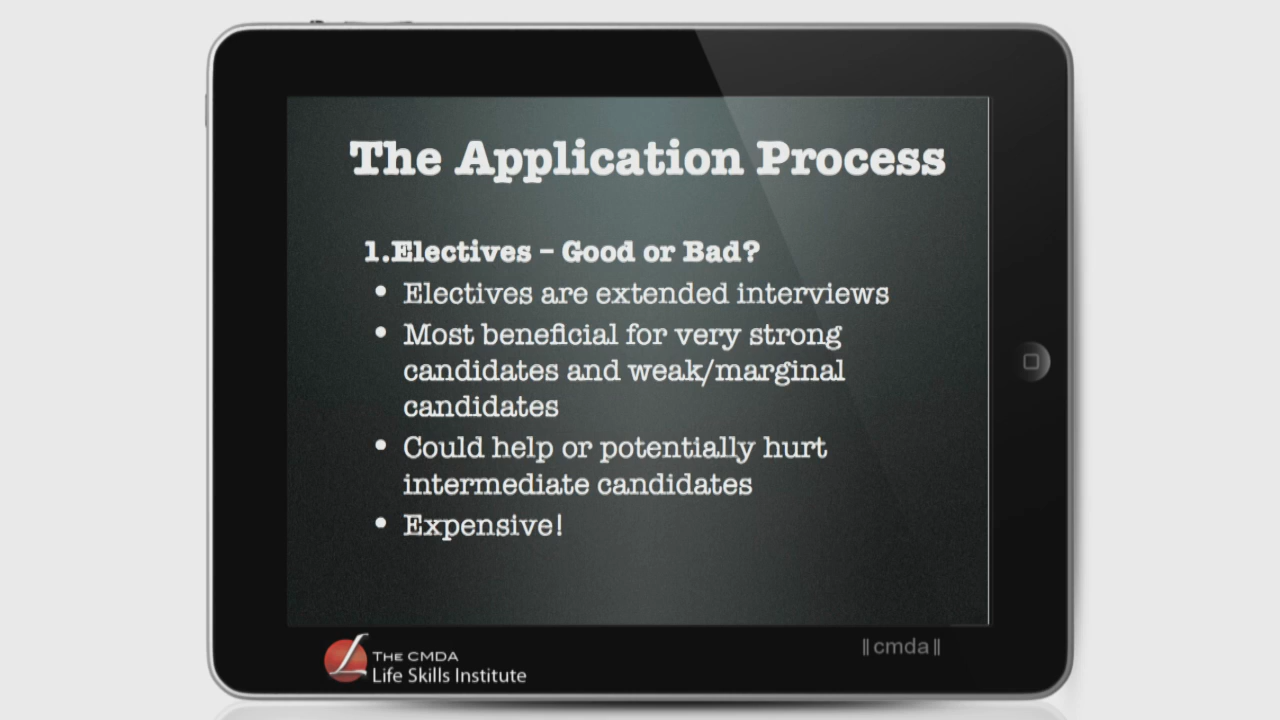 The Application Process
1.Electives – Good or Bad?
• Electives are extended interviews
• Most beneficial for very strong
candidates and weak/marginal
candidates
• Could help or potentially hurt
intermediate candidates
• Expensive!
||cmda||
THE CMDA
Life Skills Institute